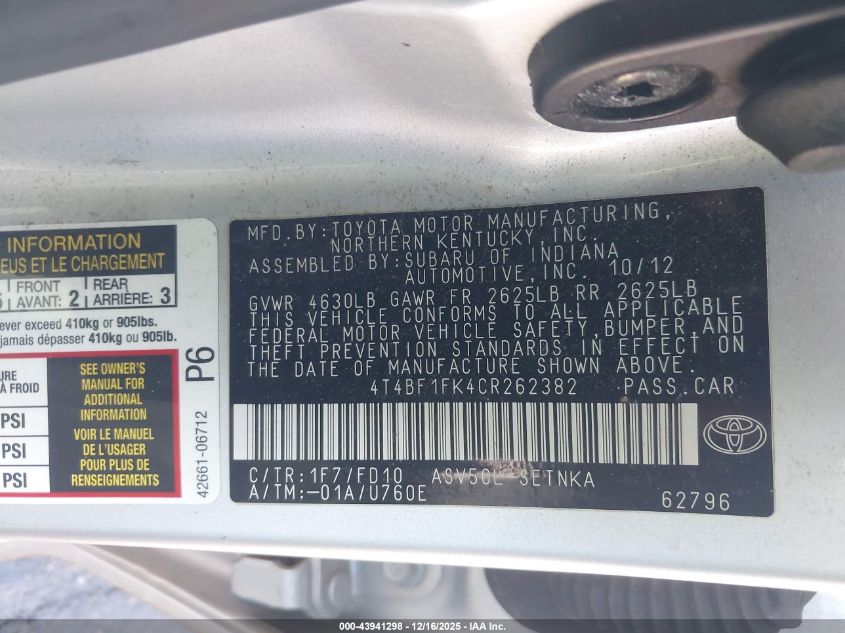 INFORMATION
EUS ET LE CHARGEMENT
FRONT
AVANT: 2
REAR
ARRIÈRE: 3
ever exceed 410kg or 905lbs.
jamais dépasser 410kg ou 905lb.
À FROID
PSI
PSI
PSI
SEE OWNER'S
MANUAL FOR
ADDITIONAL
INFORMATION
VOIR LE MANUEL
DE L'USAGER
POUR PLUS DE
RENSEIGNEMENTS
P6
42661-06712
MFD.BY:TOYOTA MOTOR MANUFACTURING,
NORTHERN KENTUCKY,INC.
ASSEMBLED BY:SUBARU OF INDIANA
AUTOMOTIVE,INC. 10/12
GVWR 4630LB GAWR FR 2625LB RR 2625LB
THIS VEHICLE CONFORMS TO ALL APPLICABLE
FEDERAL MOTOR VEHICLE SAFETY,BUMPER,AND
THEFT PREVENTION STANDARDS IN EFFECT ON
THE DATE OF MANUFACTURE SHOWN ABOVE.
4T4BF1FK4CR262382 PASS.CAR
C/TR:1F7/FD10 ASV50L-SETNKA
A/TM:-01A/U760E
62796
000-43941298 - 12/16/2025 - IAA Inc.